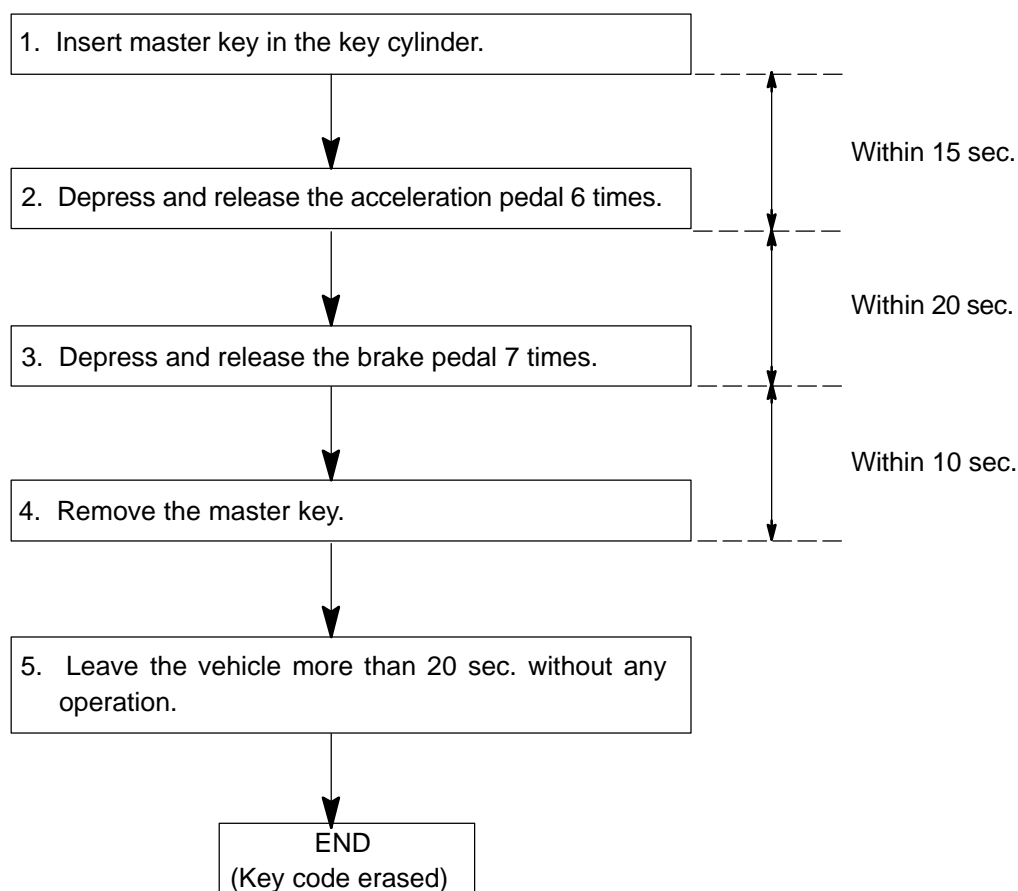 1. Insert master key in the key cylinder.
Within 15 sec.
2. Depress and release the acceleration pedal 6 times.
Within 20 sec.
3. Depress and release the brake pedal 7 times.
Within 10 sec.
4. Remove the master key.
5. Leave the vehicle more than 20 sec. without any
operation.
END
(Key code erased)